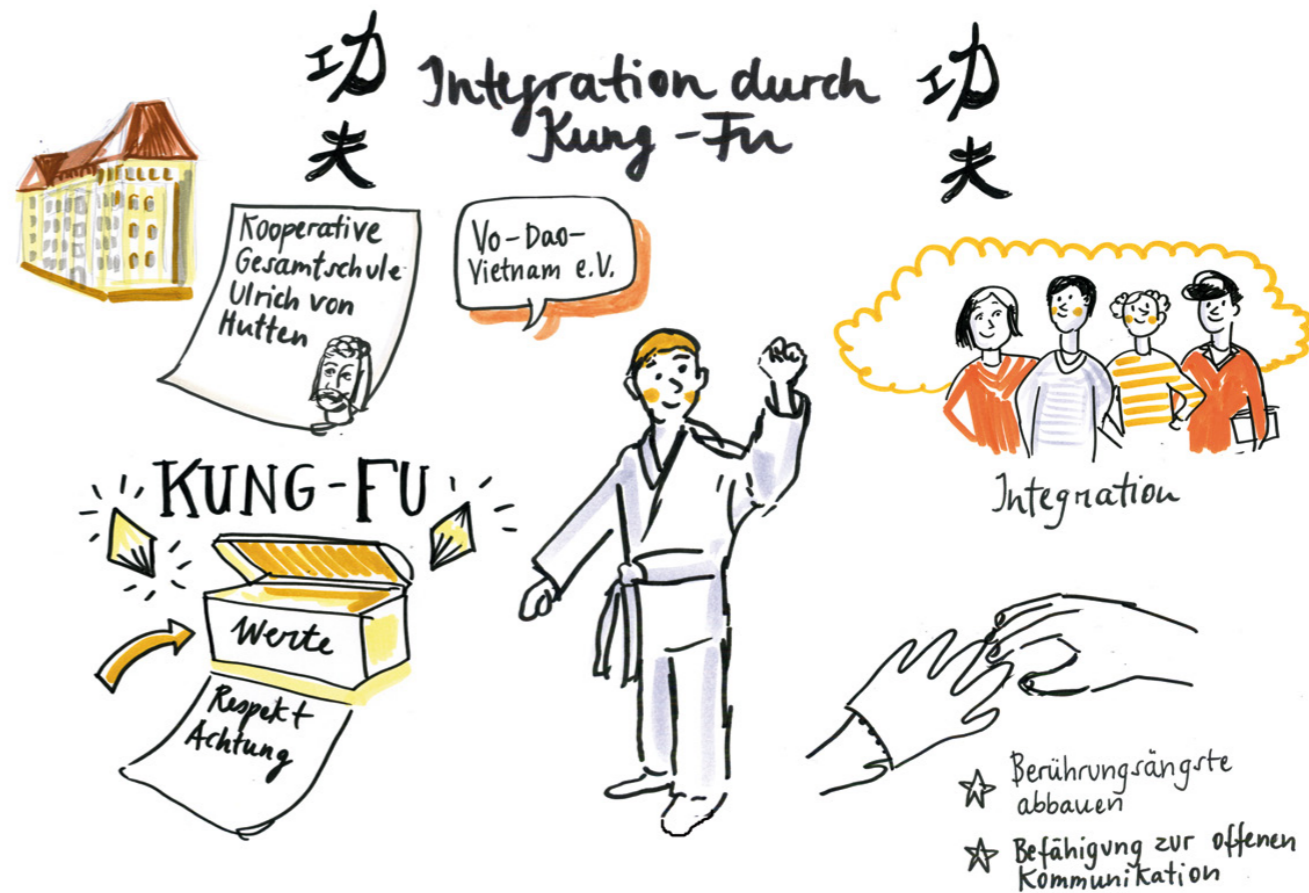 功
夫
Integration durch
Kung-Fu
功
夫
Kooperative
Gesamtschule
Ulrich von
Hutten
Vo-Dao-
Vietnam e.V.
KUNG-FU
Werte
Respekt
Achtung
Integration
Berührungsängste
abbauen
Befähigung zur offenen
Kommunikation